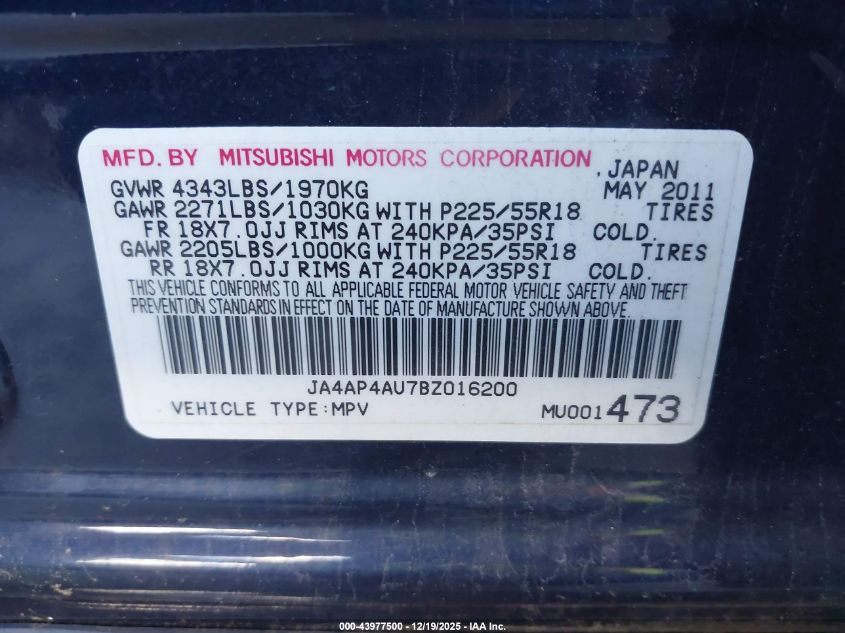 MFD. BY MITSUBISHI MOTORS CORPORATION , JAPAN
GVWR 4343LBS/1970KG MAY 2011
GAWR 2271LBS/1030KG WITH P225/55R18 TIRES
FR 18X7.0JJ RIMS AT 240KPA/35PSI COLD.
GAWR 2205LBS/1000KG WITH P225/55R18 TIRES
RR 18X7.0JJ RIMS AT 240KPA/35PSI COLD.
THIS VEHICLE CONFORMS TO ALL APPLICABLE FEDERAL MOTOR VEHICLE SAFETY AND THEFT
PREVENTION STANDARDS IN EFFECT ON THE DATE OF MANUFACTURE SHOWN ABOVE.
JA4AP4AU7BZ016200
VEHICLE TYPE:MPV MU001473
000-43977500 - 12/19/2025 - IAA Inc.